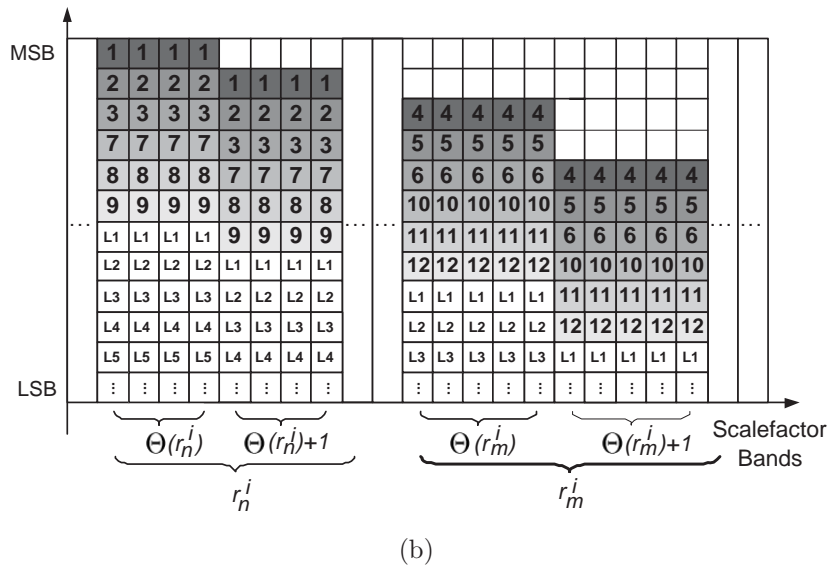 MSB 1 1 1 1
2 2 2 2 1 1 1 1
3 3 3 3 2 2 2 2 4 4 4 4 4
7 7 7 7 3 3 3 3 5 5 5 5 5
8 8 8 8 7 7 7 7 6 6 6 6 6 4 4 4 4 4
9 9 9 9 8 8 8 8 10 10 10 10 10 5 5 5 5 5
... L1 L1 L1 L1 9 9 9 9 ... ... 11 11 11 11 11 6 6 6 6 6 ... ...
L2 L2 L2 L2 L1 L1 L1 L1 12 12 12 12 12 10 10 10 10 10
L3 L3 L3 L3 L2 L2 L2 L2 L1 L1 L1 L1 L1 11 11 11 11 11
L4 L4 L4 L4 L3 L3 L3 L3 L2 L2 L2 L2 L2 12 12 12 12 12
L5 L5 L5 L5 L4 L4 L4 L4 L3 L3 L3 L3 L3 L1 L1 L1 L1 L1
LSB ⋮ ⋮ ⋮ ⋮ ⋮ ⋮ ⋮ ⋮ ⋮ ⋮ ⋮ ⋮ ⋮ ⋮ ⋮ ⋮ ⋮ ⋮
Θ(r_n^i) Θ(r_n^i)+1 Θ(r_m^i) Θ(r_m^i)+1 Scalefactor
Bands
r_n^i r_m^i
(b)